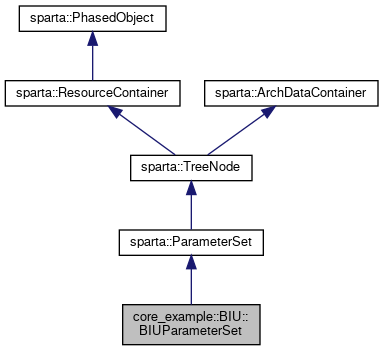 sparta::PhasedObject
sparta::ResourceContainer
sparta::ArchDataContainer
sparta::TreeNode
sparta::ParameterSet
core_example::BIU::
BIUParameterSet